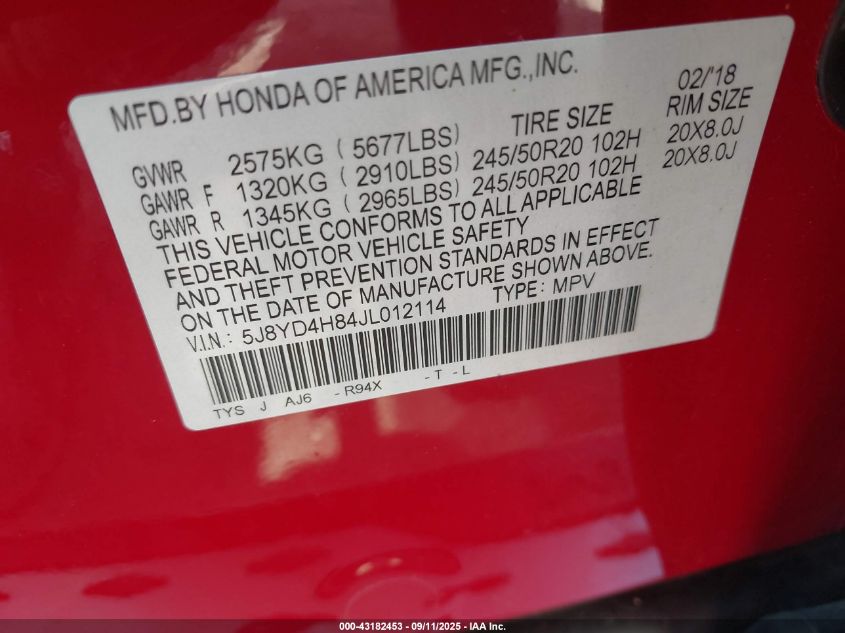 MFD.BY HONDA OF AMERICA MFG.,INC. 02/'18
TIRE SIZE RIM SIZE
GVWR 2575KG ( 5677LBS)
GAWR F 1320KG ( 2910LBS) 245/50R20 102H 20X8.0J
GAWR R 1345KG ( 2965LBS) 245/50R20 102H 20X8.0J
THIS VEHICLE CONFORMS TO ALL APPLICABLE
FEDERAL MOTOR VEHICLE SAFETY
AND THEFT PREVENTION STANDARDS IN EFFECT
ON THE DATE OF MANUFACTURE SHOWN ABOVE.
V.I.N.: 5J8YD4H84JL012114 TYPE: MPV
TYS J AJ6 - R94X - T - L
000-43182453 - 09/11/2025 - IAA Inc.